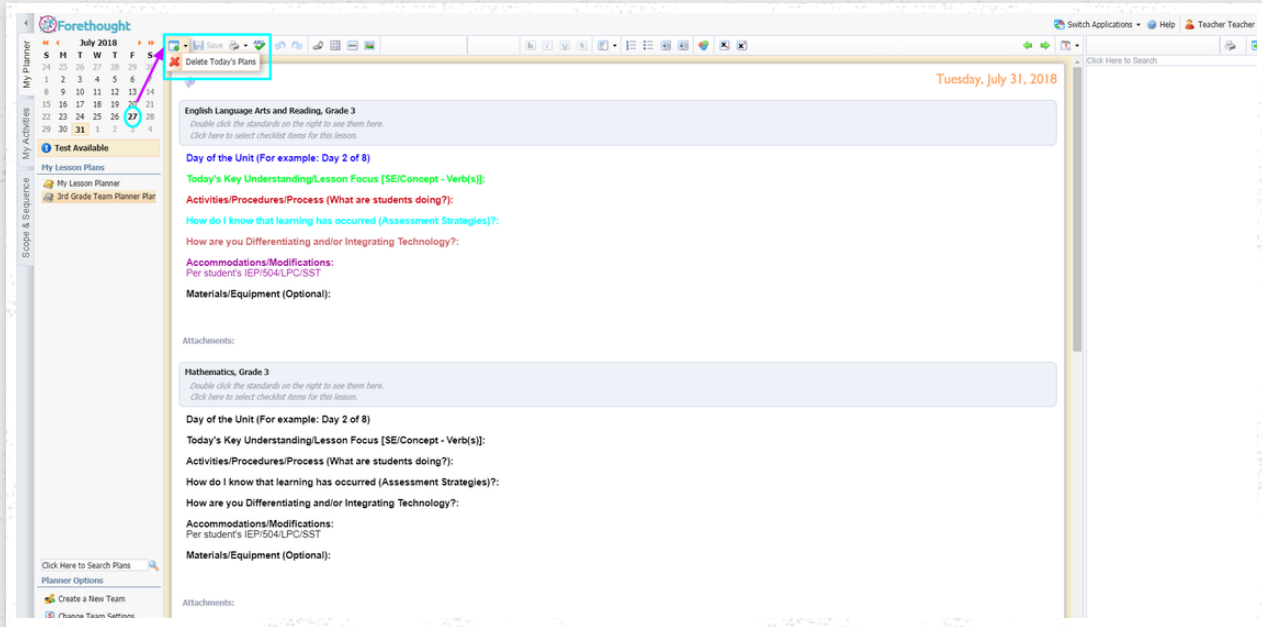 Forethought
Switch Applications
Help
Teacher Teacher
My Planner
My Activities
Scope & Sequence
July 2018
S M T W T F S
24 25 26 27 28 29 30
1 2 3 4 5 6
8 9 10 11 12 13 14
15 16 17 18 19 20 21
22 23 24 25 26 27 28
29 30 31 1 2 3 4
Test Available
My Lesson Plans
My Lesson Planner
3rd Grade Team Planner Plar
Click Here to Search Plans
Planner Options
Create a New Team
Change Team Settings
Save
Delete Today's Plans
Click Here to Search
Tuesday, July 31, 2018
English Language Arts and Reading, Grade 3
Double click the standards on the right to see them here.
Click here to select checklist items for this lesson.
Day of the Unit (For example: Day 2 of 8)
Today's Key Understanding/Lesson Focus [SE/Concept - Verb(s)]:
Activities/Procedures/Process (What are students doing?):
How do I know that learning has occurred (Assessment Strategies)?:
How are you Differentiating and/or Integrating Technology?:
Accommodations/Modifications:
Per student's IEP/504/LPC/SST
Materials/Equipment (Optional):
Attachments:
Mathematics, Grade 3
Double click the standards on the right to see them here.
Click here to select checklist items for this lesson.
Day of the Unit (For example: Day 2 of 8)
Today's Key Understanding/Lesson Focus [SE/Concept - Verb(s)]:
Activities/Procedures/Process (What are students doing?):
How do I know that learning has occurred (Assessment Strategies)?:
How are you Differentiating and/or Integrating Technology?:
Accommodations/Modifications:
Per student's IEP/504/LPC/SST
Materials/Equipment (Optional):
Attachments: